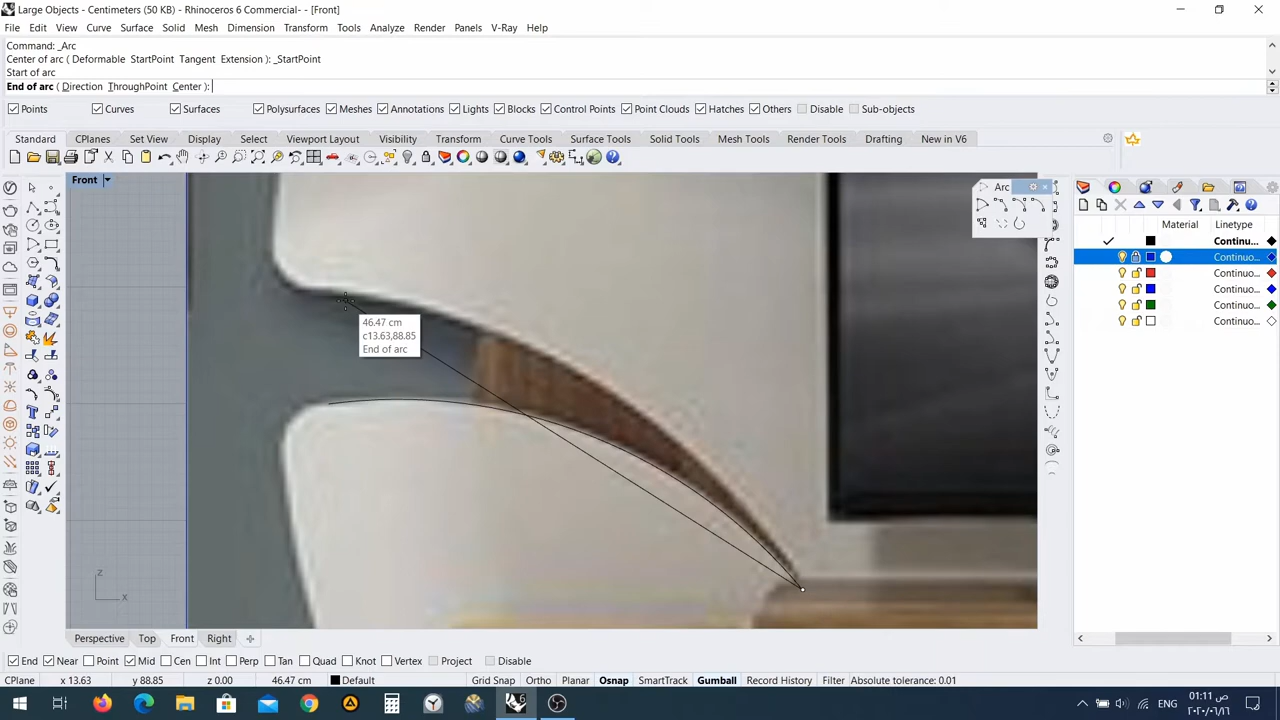 Large Objects - Centimeters (50 KB) - Rhinoceros 6 Commercial- - [Front]
File Edit View Curve Surface Solid Mesh Dimension Transform Tools Analyze Render Panels V-Ray Help
Command: _Arc
Center of arc ( Deformable StartPoint Tangent Extension ): _StartPoint
Start of arc
End of arc ( Direction ThroughPoint Center ):
Points Curves Surfaces Polysurfaces Meshes Annotations Lights Blocks Control Points Point Clouds Hatches Others Disable Sub-objects
Standard CPlanes Set View Display Select Viewport Layout Visibility Transform Curve Tools Surface Tools Solid Tools Mesh Tools Render Tools Drafting New in V6
Front
Arc
Material Linetype
Continu...
Continuo...
Continuo...
Continuo...
Continuo...
Continuo...
46.47 cm
c13.63,88.85
End of arc
z
x
Perspective Top Front Right
End Near Point Mid Cen Int Perp Tan Quad Knot Vertex Project Disable
CPlane x 13.63 y 88.85 z 0.00 46.47 cm Default Grid Snap Ortho Planar Osnap SmartTrack Gumball Record History Filter Absolute tolerance: 0.01
ENG
01:11 ص